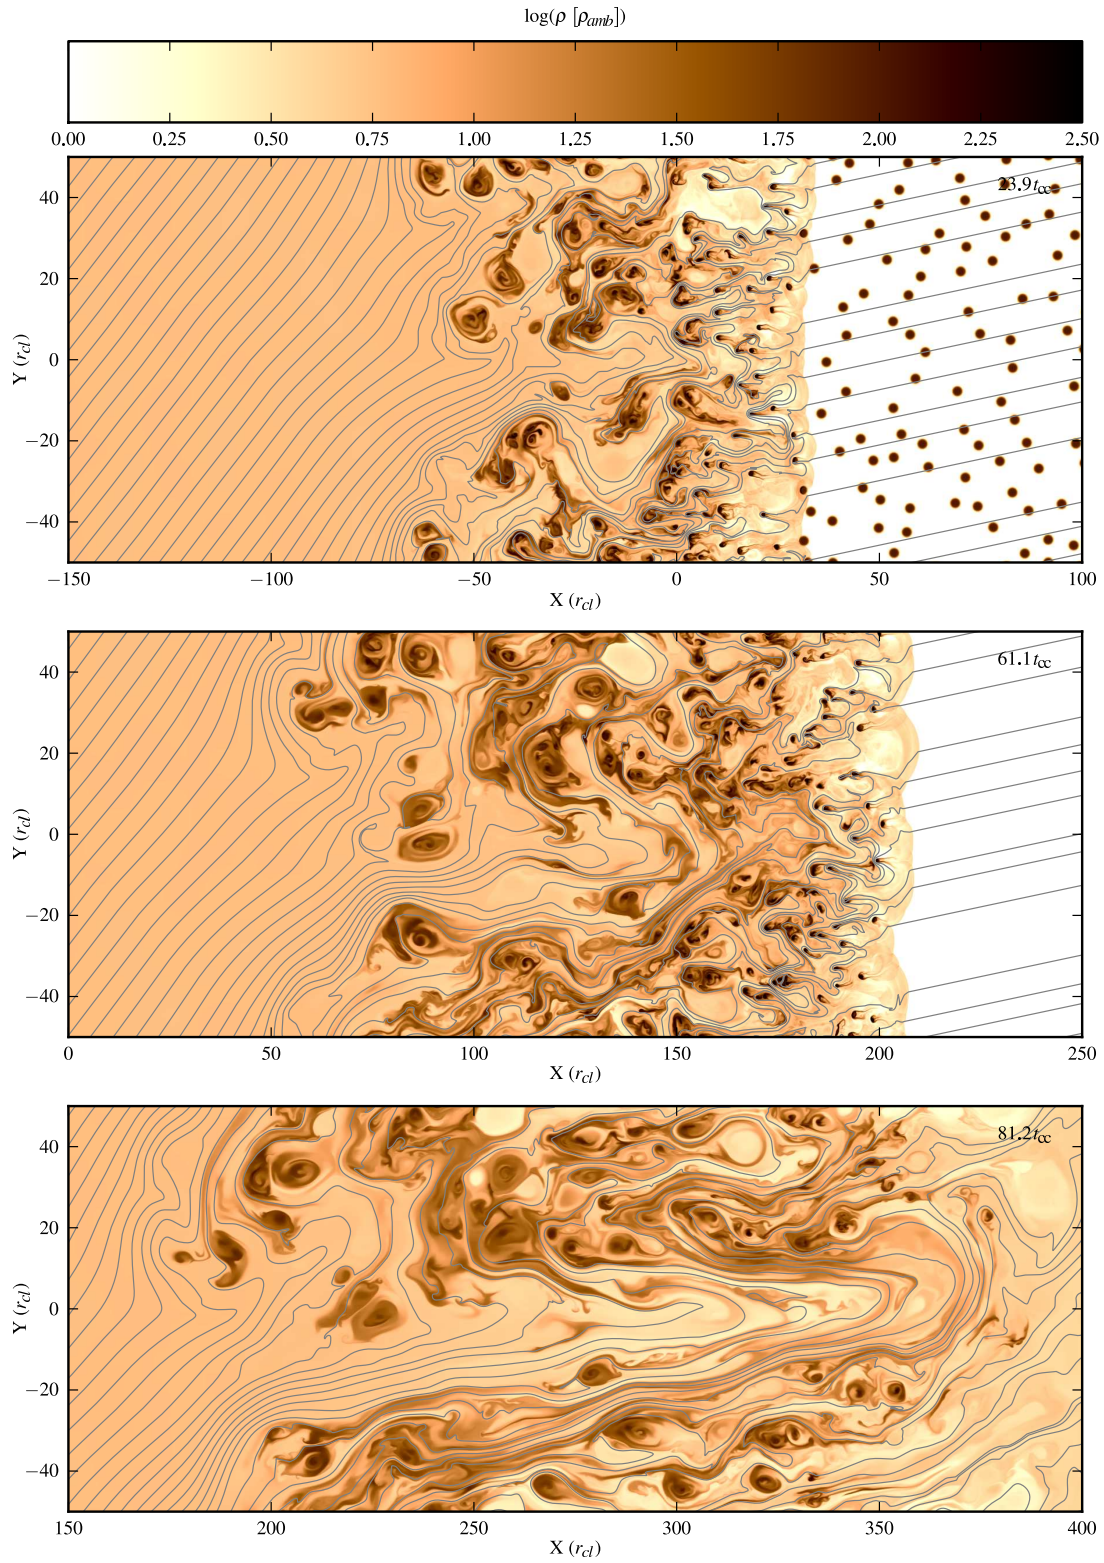 log(ρ [ρamb])
0.00 0.25 0.50 0.75 1.00 1.25 1.50 1.75 2.00 2.25 2.50
23.9tcc
40
20
0
−20
−40
Y (rcl)
−150 −100 −50 0 50 100
X (rcl)
61.1tcc
40
20
0
−20
−40
Y (rcl)
0 50 100 150 200 250
X (rcl)
81.2tcc
40
20
0
−20
−40
Y (rcl)
150 200 250 300 350 400
X (rcl)